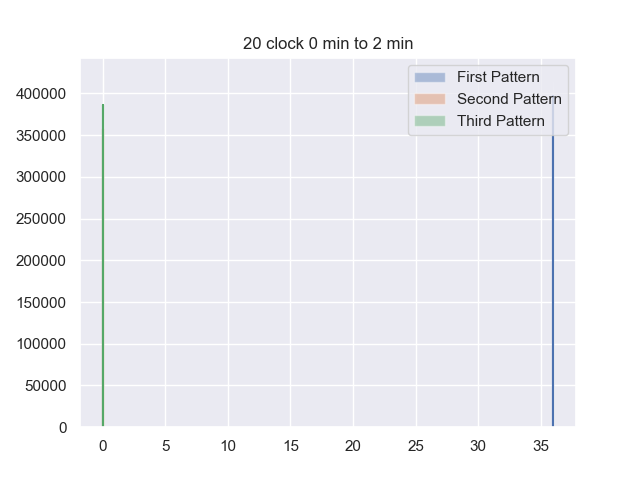 20 clock 0 min to 2 min
First Pattern
Second Pattern
Third Pattern
400000
350000
300000
250000
200000
150000
100000
50000
0
0 5 10 15 20 25 30 35